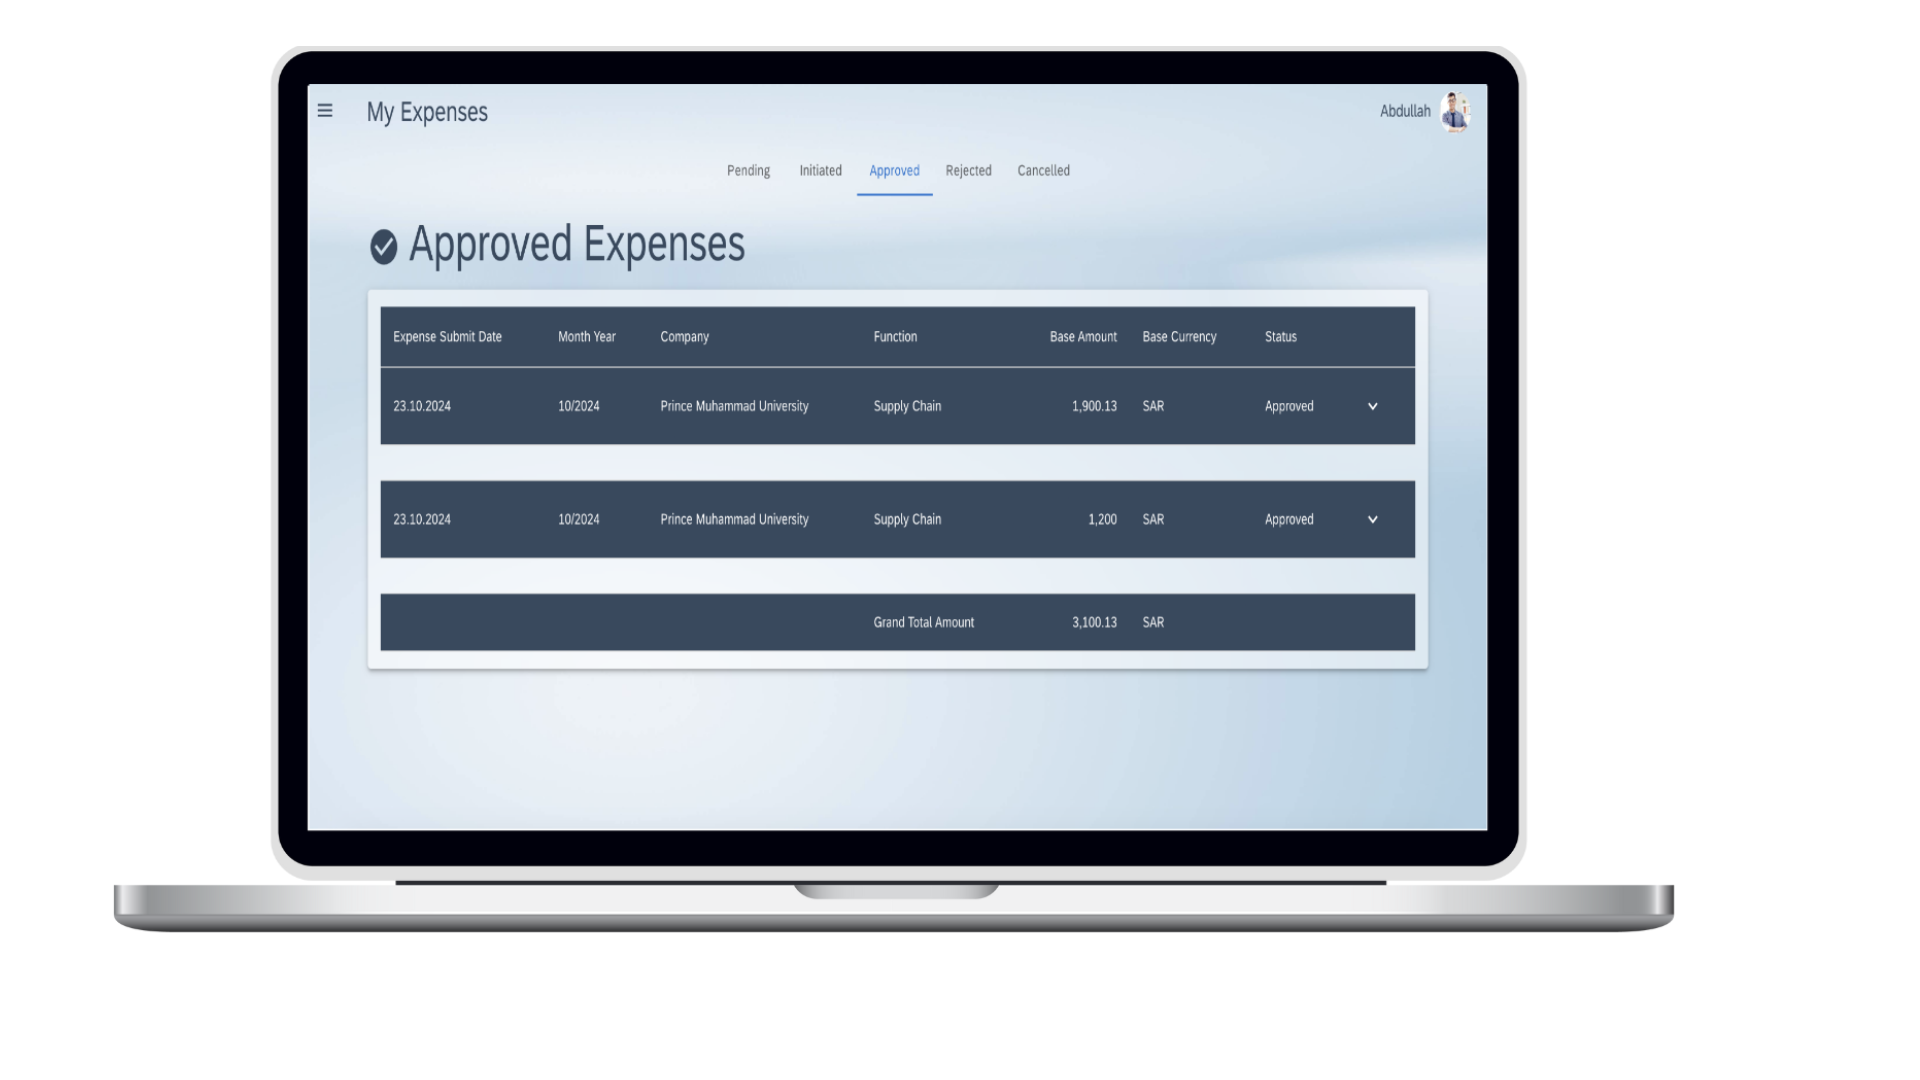 My Expenses
Abdullah
Pending Initiated Approved Rejected Cancelled
Approved Expenses
Expense Submit Date Month Year Company Function Base Amount Base Currency Status
23.10.2024 10/2024 Prince Muhammad University Supply Chain 1,900.13 SAR Approved
23.10.2024 10/2024 Prince Muhammad University Supply Chain 1,200 SAR Approved
Grand Total Amount 3,100.13 SAR